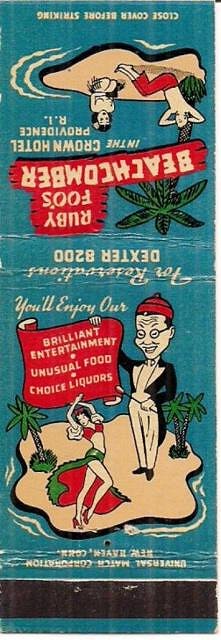 CLOSE COVER BEFORE STRIKING
RUBY
FOO'S
BEACHCOMBER
IN THE
CROWN HOTEL
PROVIDENCE
R. I.
For Reservations
DEXTER 8200
You'll Enjoy Our
BRILLIANT
ENTERTAINMENT
•
UNUSUAL FOOD
•
CHOICE LIQUORS
UNIVERSAL MATCH CORPORATION
NEW HAVEN, CONN.